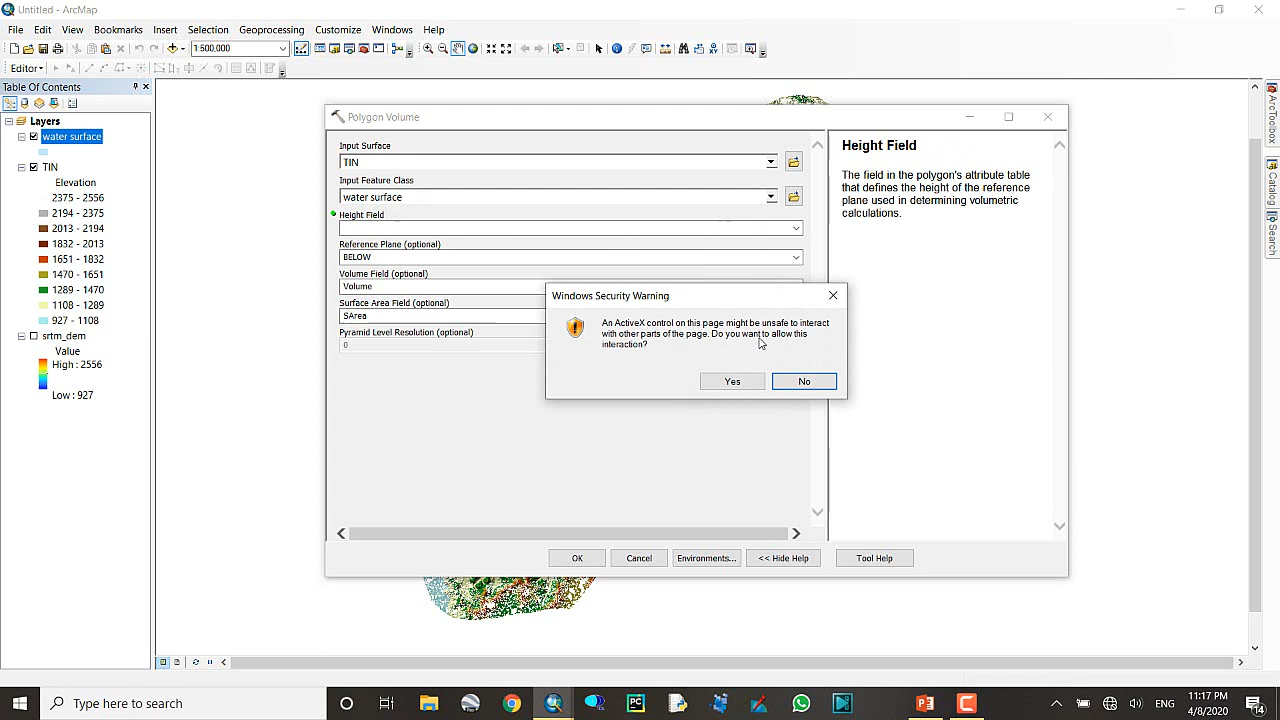 Untitled - ArcMap
File Edit View Bookmarks Insert Selection Geoprocessing Customize Windows Help
1:500,000
Editor
Table Of Contents
Layers
water surface
TIN
Elevation
2375 - 2556
2194 - 2375
2013 - 2194
1832 - 2013
1651 - 1832
1470 - 1651
1289 - 1470
1108 - 1289
927 - 1108
srtm_dem
Value
High : 2556
Low : 927
Polygon Volume
Input Surface
TIN
Input Feature Class
water surface
Height Field
Reference Plane (optional)
BELOW
Volume Field (optional)
Volume
Surface Area Field (optional)
SArea
Pyramid Level Resolution (optional)
0
OK
Cancel
Environments...
<< Hide Help
Tool Help
Height Field
The field in the polygon's attribute table
that defines the height of the reference
plane used in determining volumetric
calculations.
Windows Security Warning
An ActiveX control on this page might be unsafe to interact
with other parts of the page. Do you want to allow this
interaction?
Yes
No
ArcToolbox
Catalog
Search
Type here to search
PC
ENG
11:17 PM
4/8/2020
14